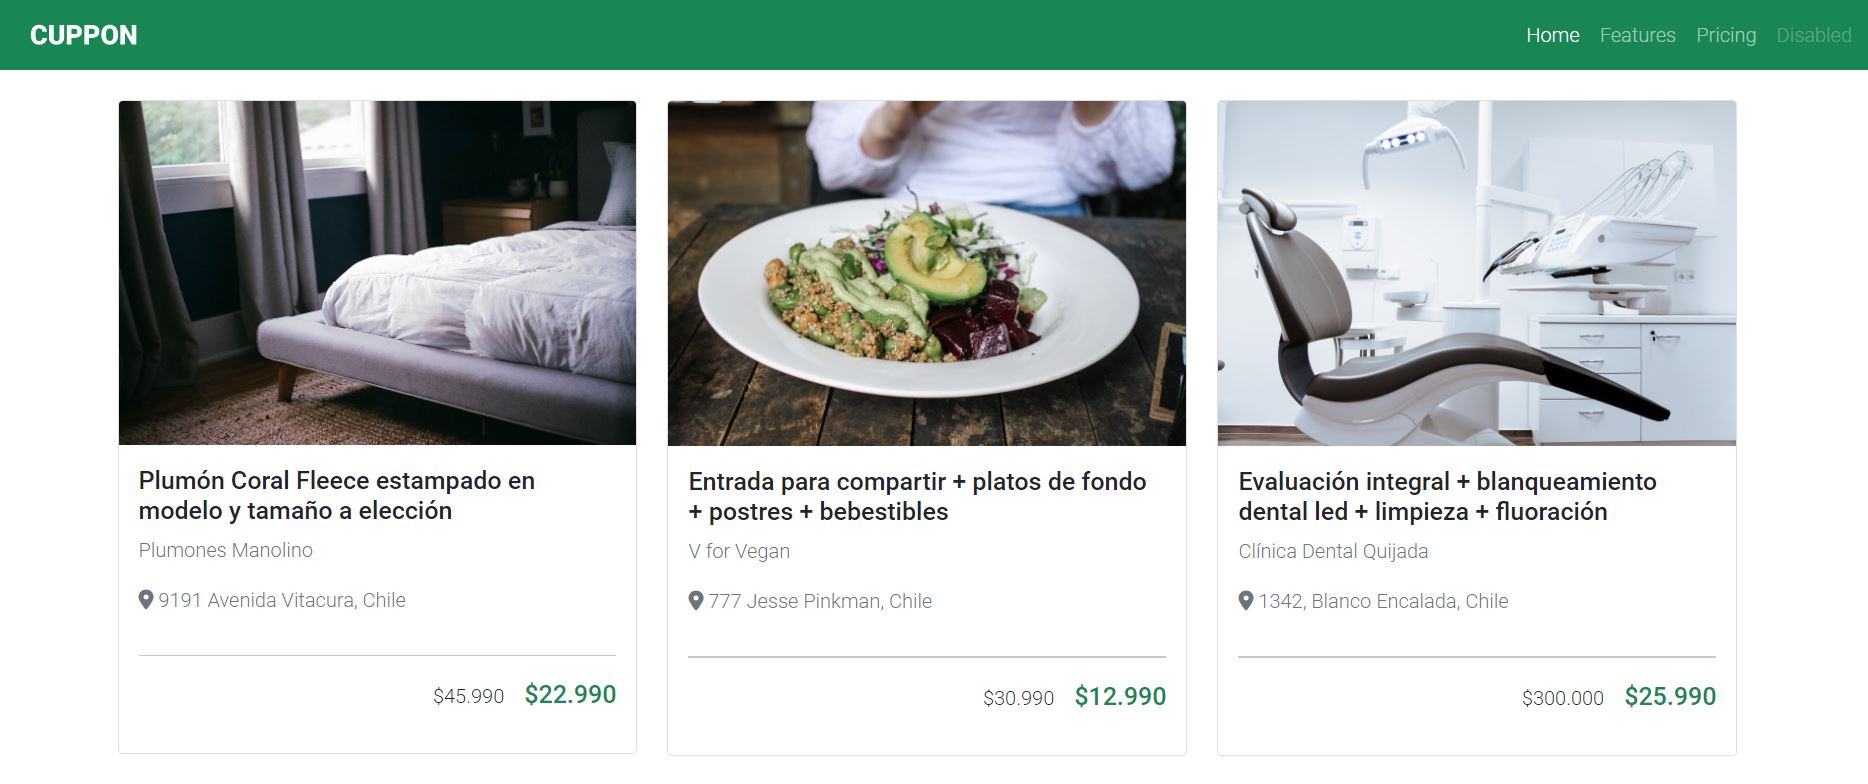 CUPPON
Home Features Pricing Disabled
Plumón Coral Fleece estampado en
modelo y tamaño a elección
Plumones Manolino
9191 Avenida Vitacura, Chile
$45.990 $22.990
Entrada para compartir + platos de fondo
+ postres + bebestibles
V for Vegan
777 Jesse Pinkman, Chile
$30.990 $12.990
Evaluación integral + blanqueamiento
dental led + limpieza + fluoración
Clínica Dental Quijada
1342, Blanco Encalada, Chile
$300.000 $25.990